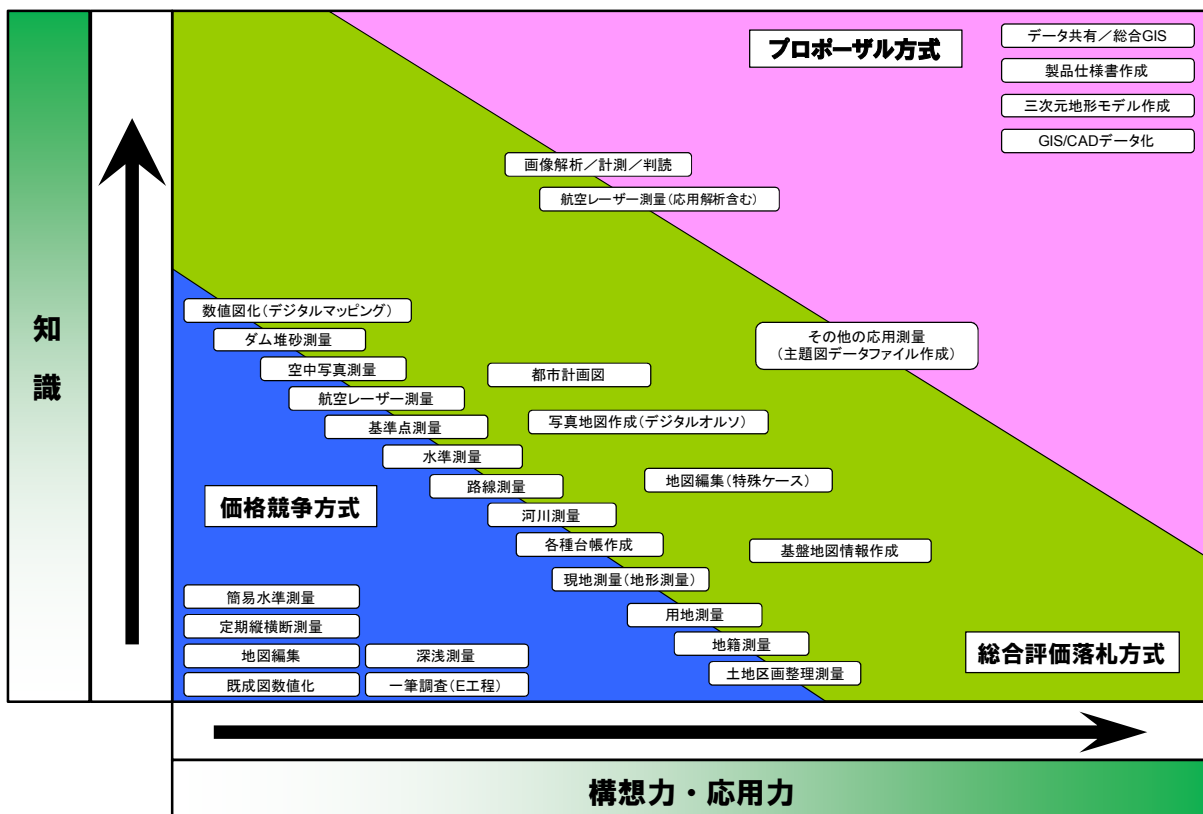 プロポーザル方式
データ共有／総合GIS
製品仕様書作成
三次元地形モデル作成
GIS/CADデータ化
画像解析／計測／判読
航空レーザー測量(応用解析含む)
知
識
数値図化(デジタルマッピング)
ダム堆砂測量
空中写真測量
航空レーザー測量
基準点測量
水準測量
路線測量
河川測量
各種台帳作成
現地測量(地形測量)
用地測量
地籍測量
土地区画整理測量
その他の応用測量
(主題図データファイル作成)
都市計画図
写真地図作成(デジタルオルソ)
地図編集(特殊ケース)
基盤地図情報作成
価格競争方式
総合評価落札方式
簡易水準測量
定期縦横断測量
地図編集
深浅測量
既成図数値化
一筆調査(E工程)
構想力・応用力